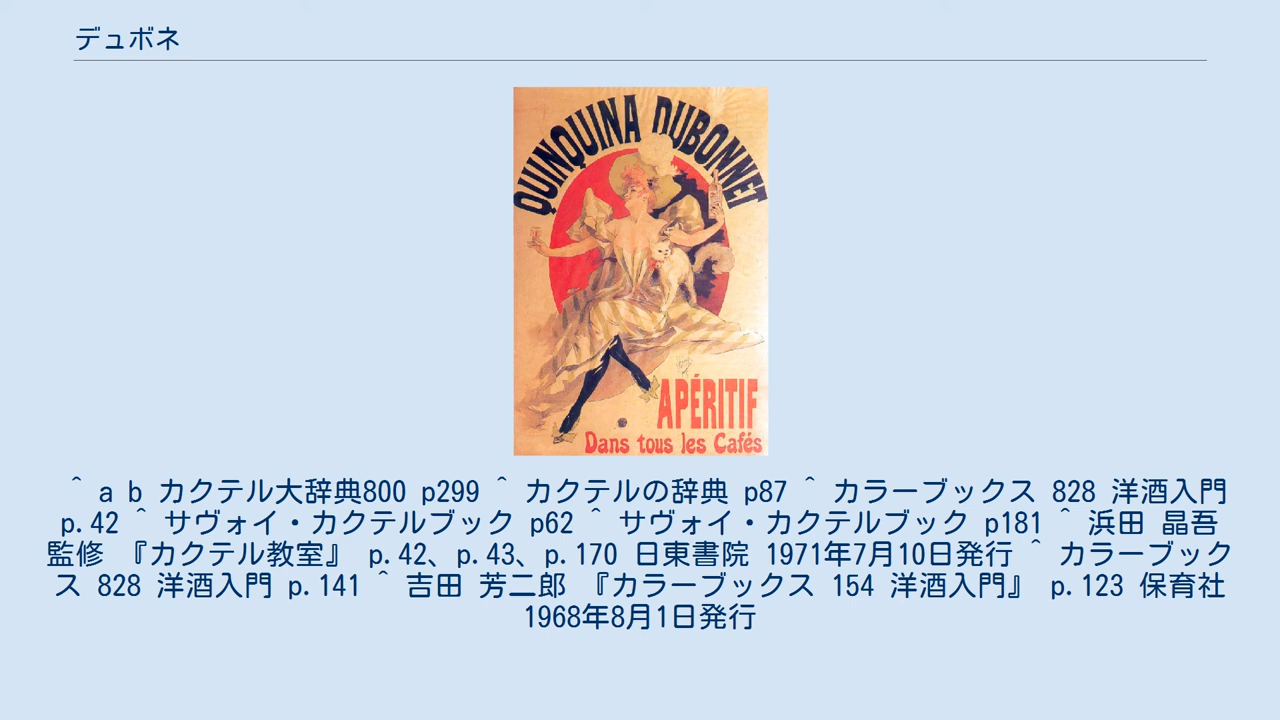 デュボネ
QUINQUINA DUBONNET
APÉRITIF
Dans tous les Cafés
^ a b カクテル大辞典800 p299 ^ カクテルの辞典 p87 ^ カラーブックス 828 洋酒入門
p.42 ^ サヴォイ・カクテルブック p62 ^ サヴォイ・カクテルブック p181 ^ 浜田 晶吾
監修 『カクテル教室』 p.42、p.43、p.170 日東書院 1971年7月10日発行 ^ カラーブック
ス 828 洋酒入門 p.141 ^ 吉田 芳二郎 『カラーブックス 154 洋酒入門』 p.123 保育社
1968年8月1日発行